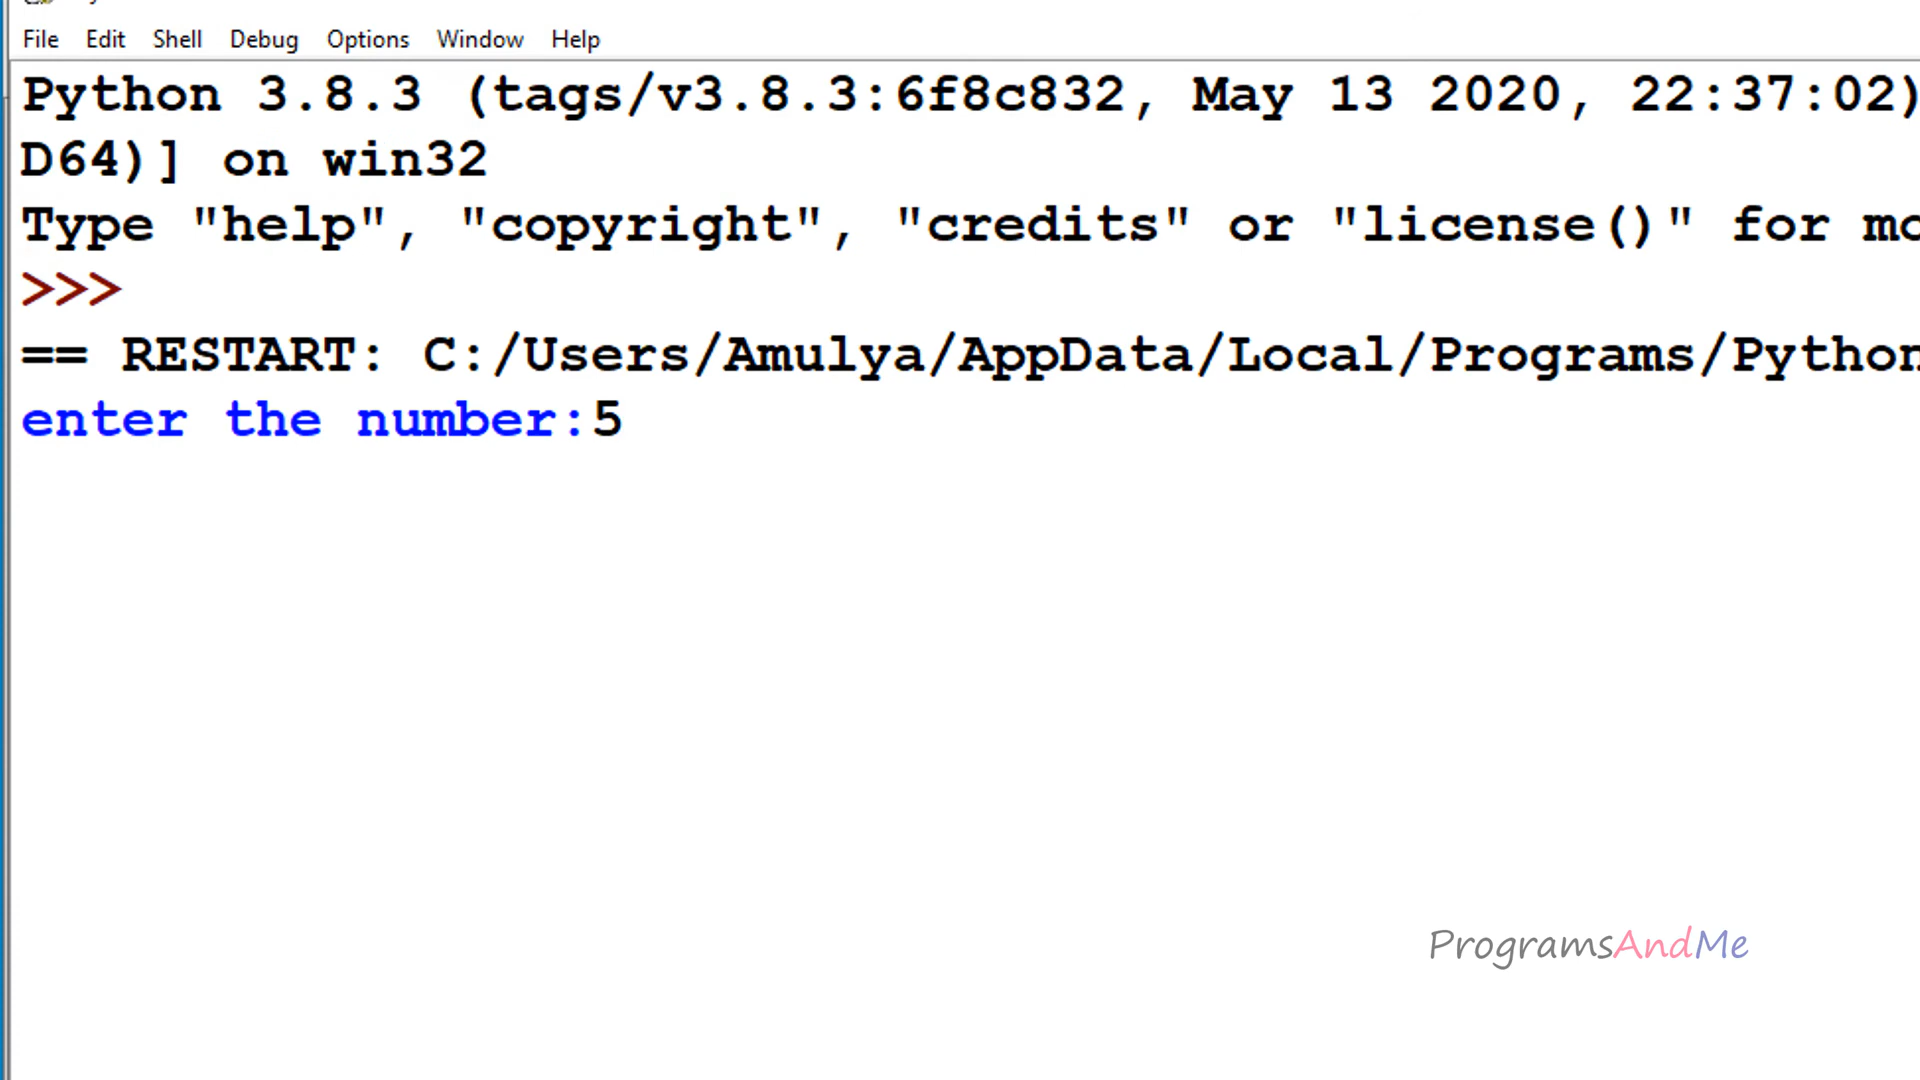 File Edit Shell Debug Options Window Help
Python 3.8.3 (tags/v3.8.3:6f8c832, May 13 2020, 22:37:02)
D64)] on win32
Type "help", "copyright", "credits" or "license()" for mo
>>>
== RESTART: C:/Users/Amulya/AppData/Local/Programs/Python
enter the number:5
ProgramsAndMe